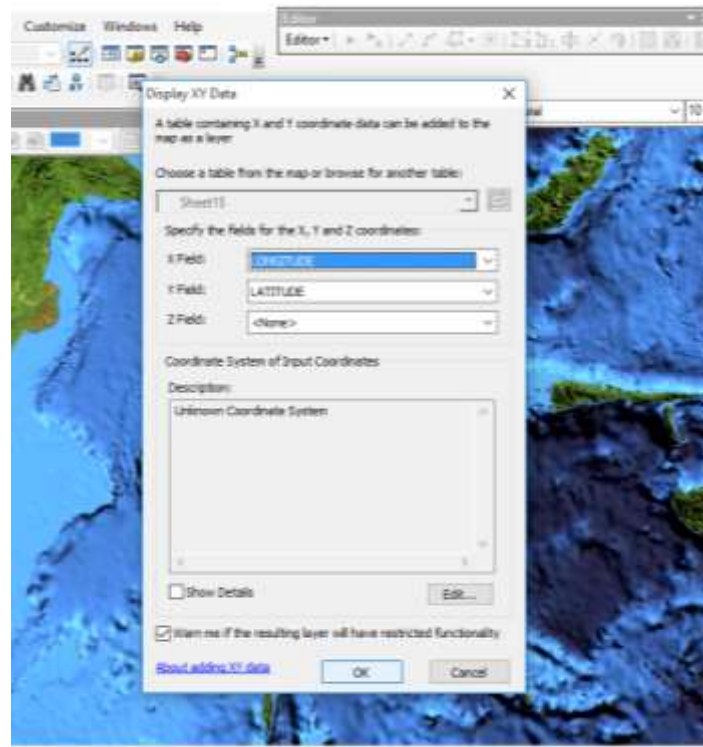 Customize Windows Help
Editor
Editor
Display XY Data
A table containing X and Y coordinate data can be added to the
map as a layer
Choose a table from the map or browse for another table:
Specify the fields for the X, Y and Z coordinates:
X Field: LONGITUDE
Y Field: LATITUDE
Z Field: <None>
Coordinate System of Input Coordinates
Description:
Unknown Coordinate System
Show Details
Edit...
Warn me if the resulting layer will have restricted functionality
About adding XY data
OK Cancel
10